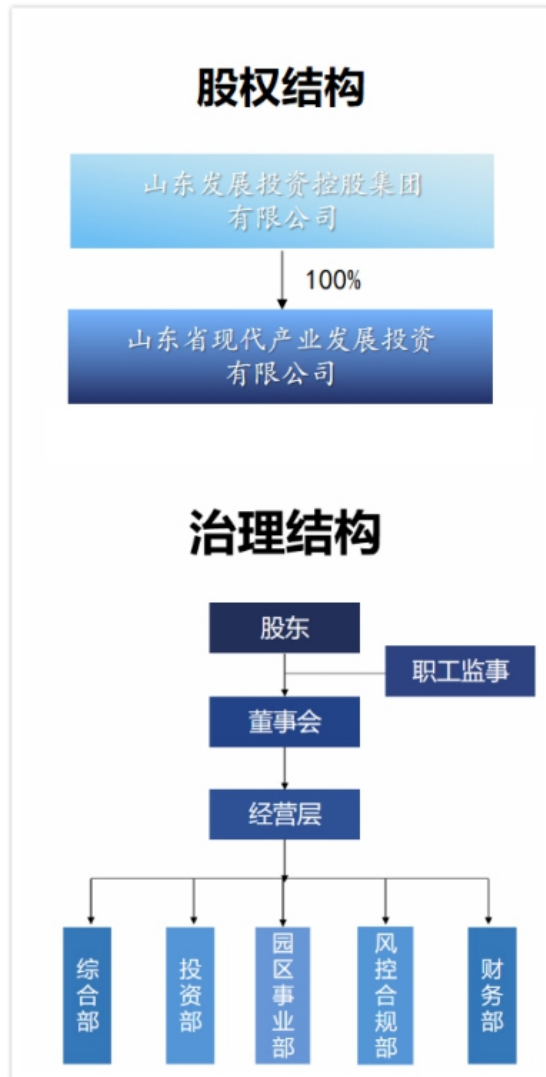 股权结构
山东发展投资控股集团
有限公司
100%
山东省现代产业发展投资
有限公司
治理结构
股东
职工监事
董事会
经营层
综合部
投资部
园区事业部
风控合规部
财务部